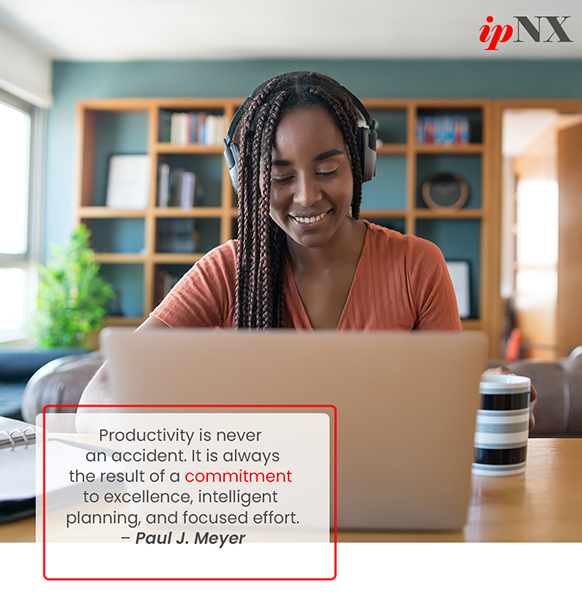 ipNX
Productivity is never
an accident. It is always
the result of a commitment
to excellence, intelligent
planning, and focused effort.
– Paul J. Meyer